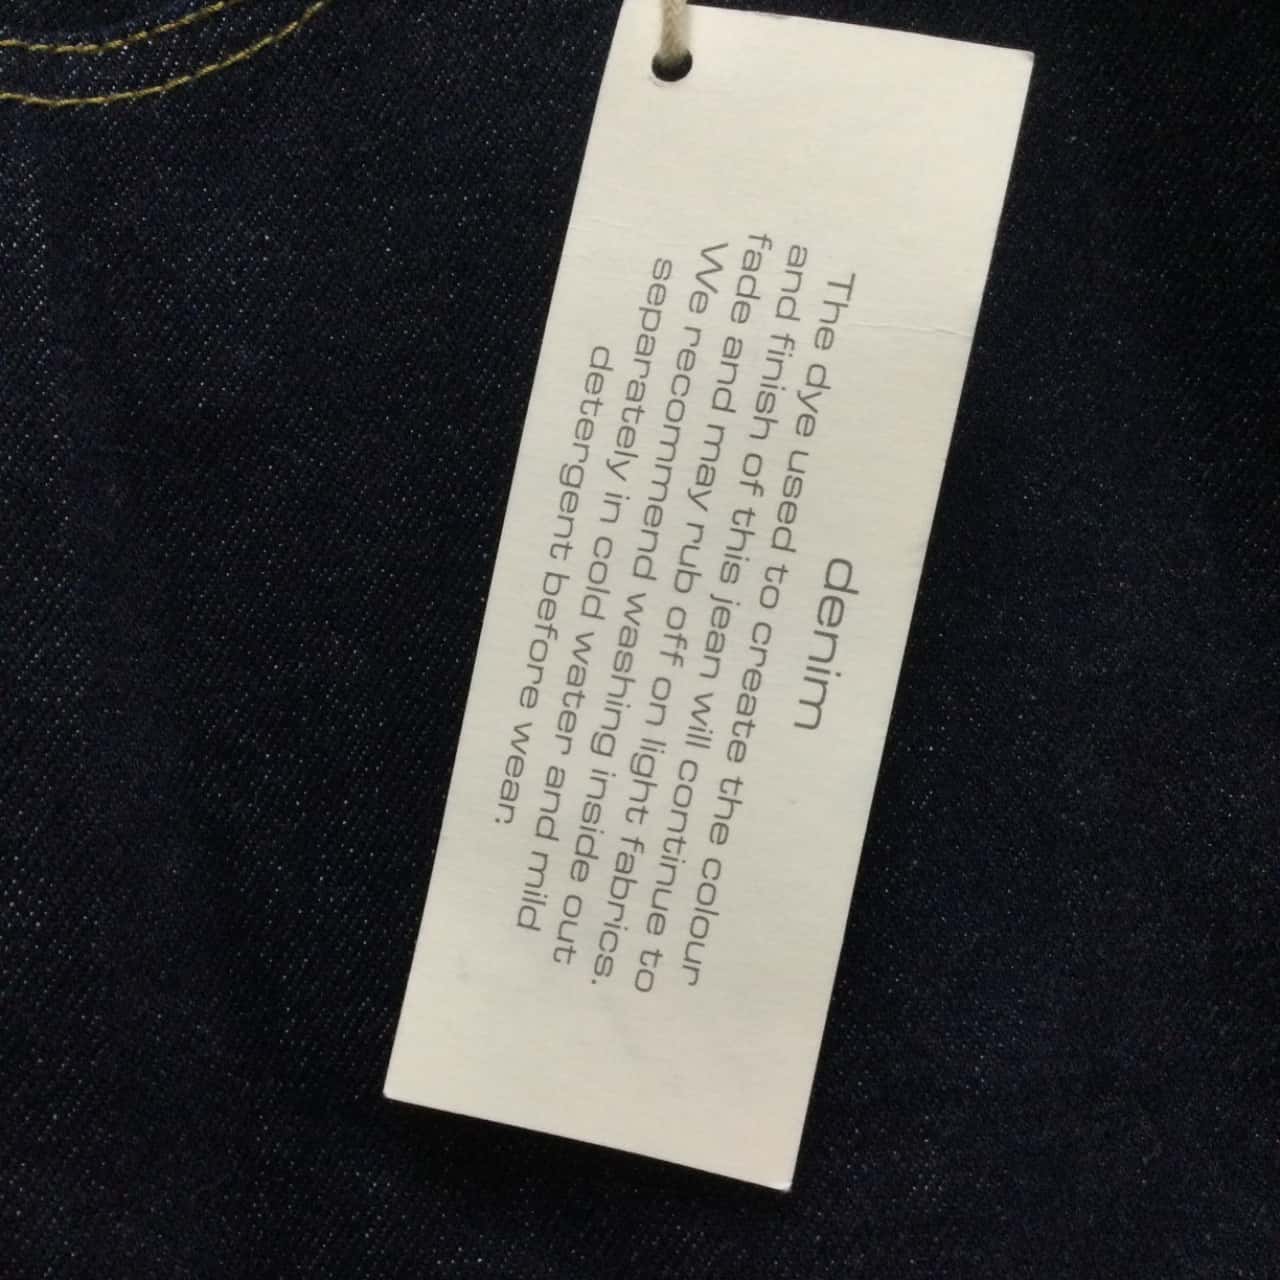 denim
The dye used to create the colour
and finish of this jean will continue to
fade and may rub off on light fabrics.
We recommend washing inside out
separately in cold water and mild
detergent before wear.